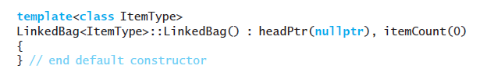 template<class ItemType>
LinkedBag<ItemType>::LinkedBag() : headPtr(nullptr), itemCount(0)
{
} // end default constructor